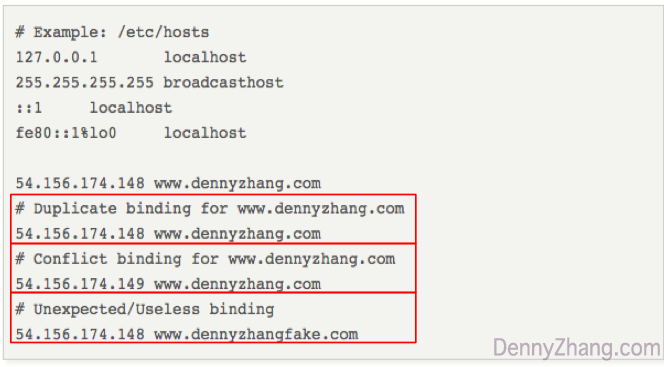 # Example: /etc/hosts
127.0.0.1 localhost
255.255.255.255 broadcasthost
::1 localhost
fe80::1%lo0 localhost
54.156.174.148 www.dennyzhang.com
# Duplicate binding for www.dennyzhang.com
54.156.174.148 www.dennyzhang.com
# Conflict binding for www.dennyzhang.com
54.156.174.149 www.dennyzhang.com
# Unexpected/Useless binding
54.156.174.148 www.dennyzhangfake.com
DennyZhang.com